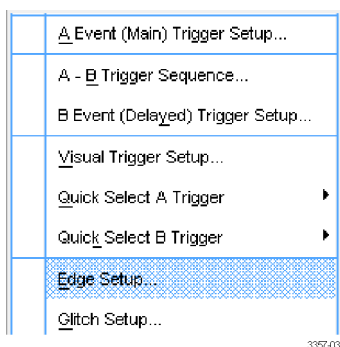 A Event (Main) Trigger Setup...
A - B Trigger Sequence...
B Event (Delayed) Trigger Setup...
Visual Trigger Setup...
Quick Select A Trigger
Quick Select B Trigger
Edge Setup...
Glitch Setup...
3357-03